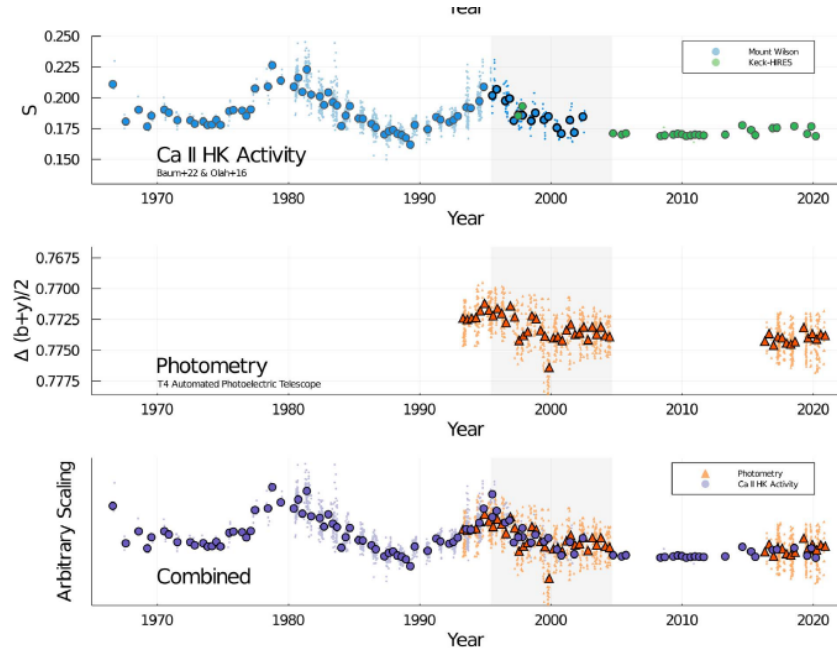 Year
0.250
0.225
0.200
0.175
0.150
S
Mount Wilson
Keck-HIRES
Ca II HK Activity
Baum+22 & Olah+16
1970 1980 1990 2000 2010 2020
Year
0.7675
0.7700
0.7725
0.7750
0.7775
Δ (b+y)/2
Photometry
T4 Automated Photoelectric Telescope
1970 1980 1990 2000 2010 2020
Year
Arbitrary Scaling
Photometry
Ca II HK Activity
Combined
1970 1980 1990 2000 2010 2020
Year